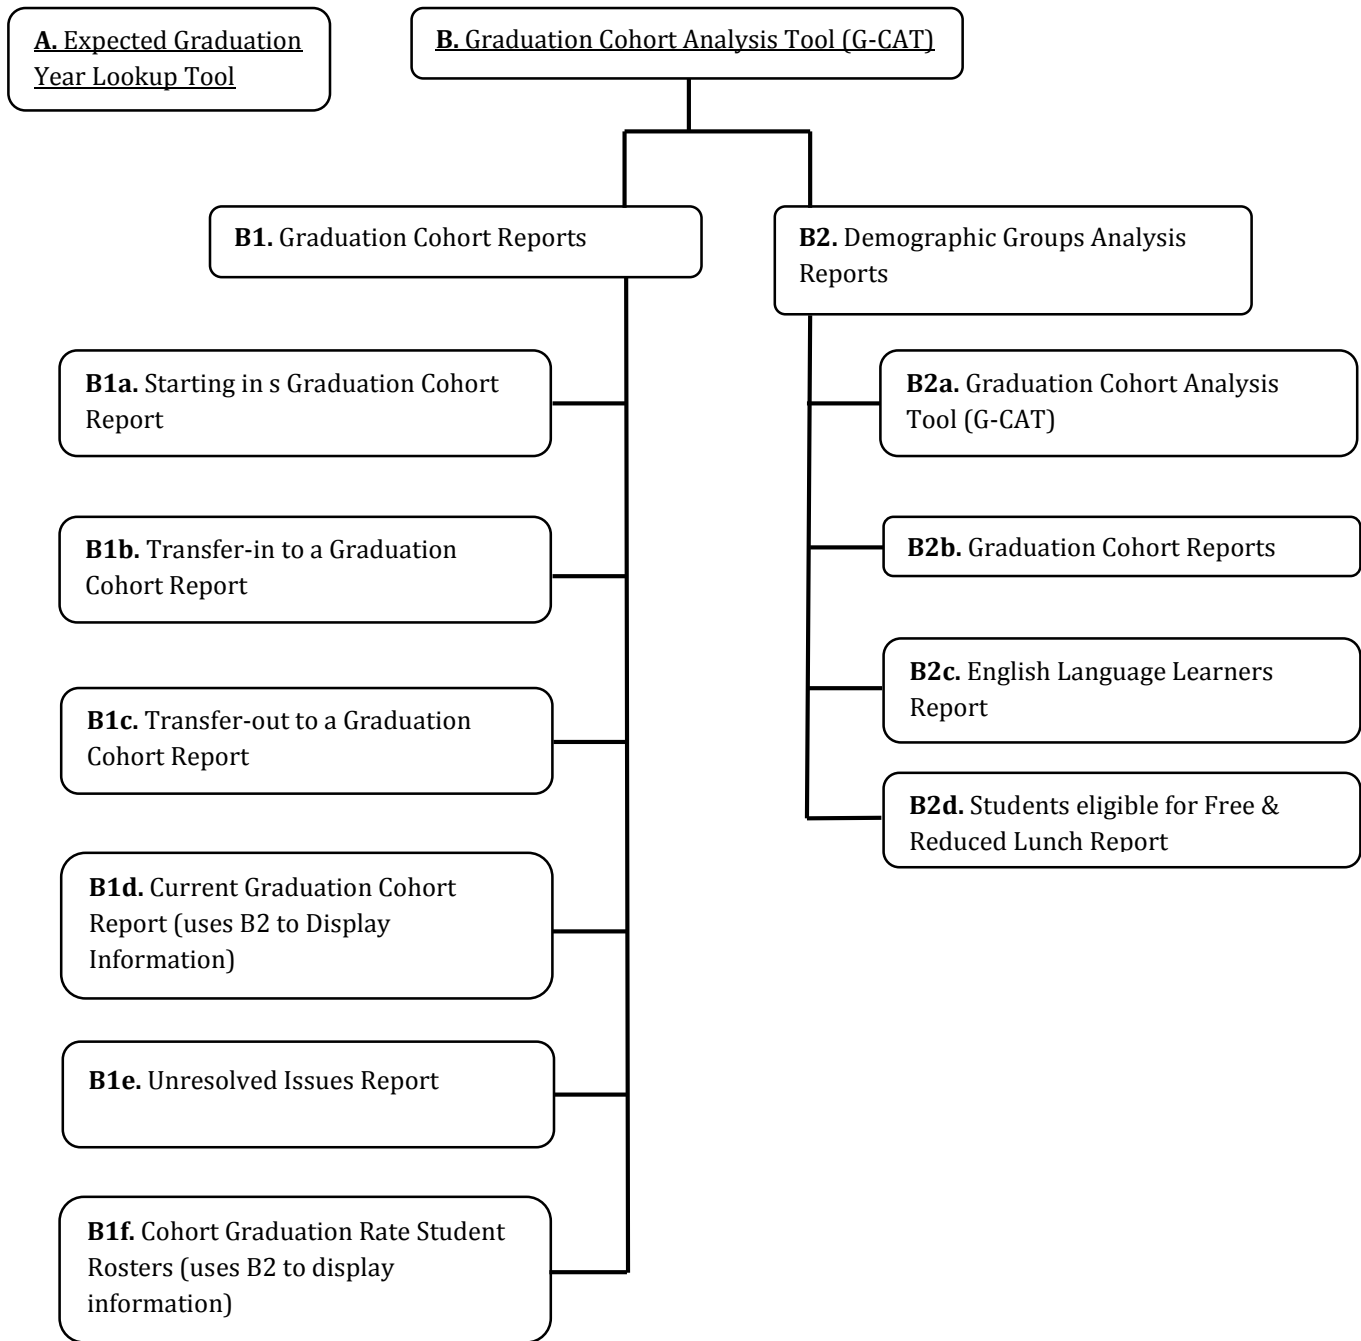 A. Expected Graduation
Year Lookup Tool
B. Graduation Cohort Analysis Tool (G-CAT)
B1. Graduation Cohort Reports
B2. Demographic Groups Analysis
Reports
B1a. Starting in s Graduation Cohort
Report
B1b. Transfer-in to a Graduation
Cohort Report
B1c. Transfer-out to a Graduation
Cohort Report
B1d. Current Graduation Cohort
Report (uses B2 to Display
Information)
B1e. Unresolved Issues Report
B1f. Cohort Graduation Rate Student
Rosters (uses B2 to display
information)
B2a. Graduation Cohort Analysis
Tool (G-CAT)
B2b. Graduation Cohort Reports
B2c. English Language Learners
Report
B2d. Students eligible for Free &
Reduced Lunch Report